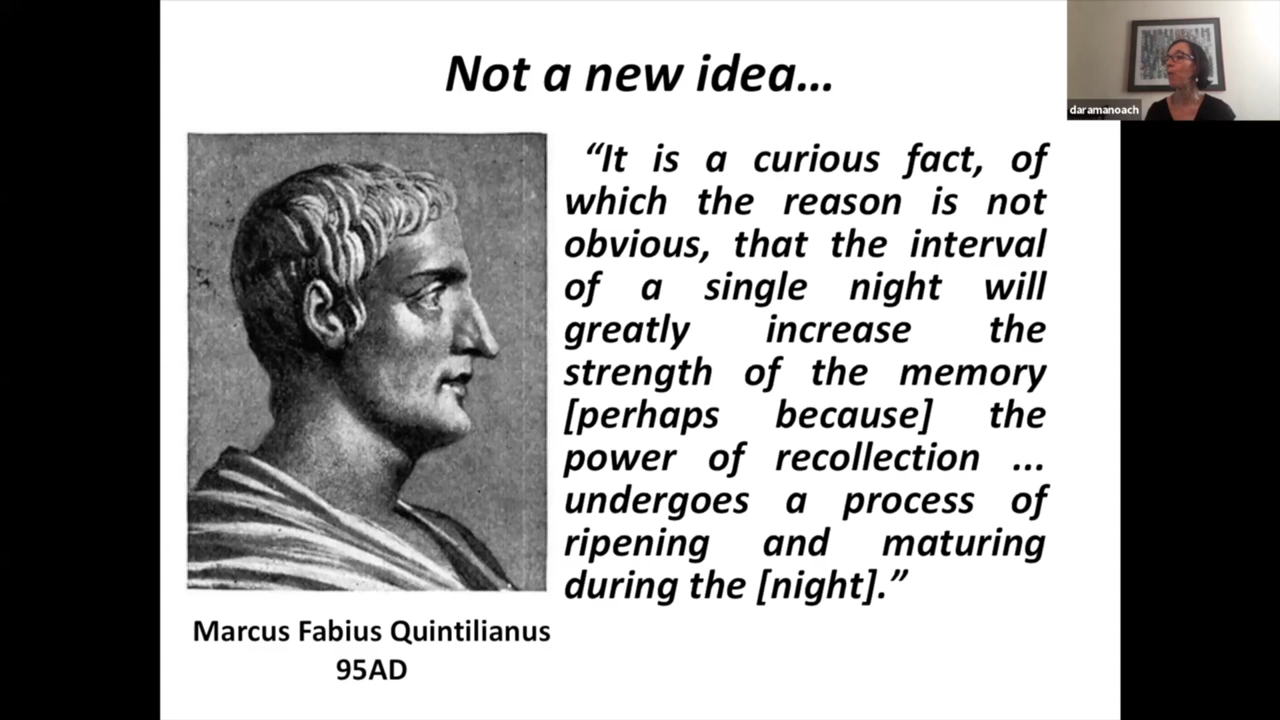 Not a new idea...
daramanoach
“It is a curious fact, of
which the reason is not
obvious, that the interval
of a single night will
greatly increase the
strength of the memory
[perhaps because] the
power of recollection ...
undergoes a process of
ripening and maturing
during the [night].”
Marcus Fabius Quintilianus
95AD